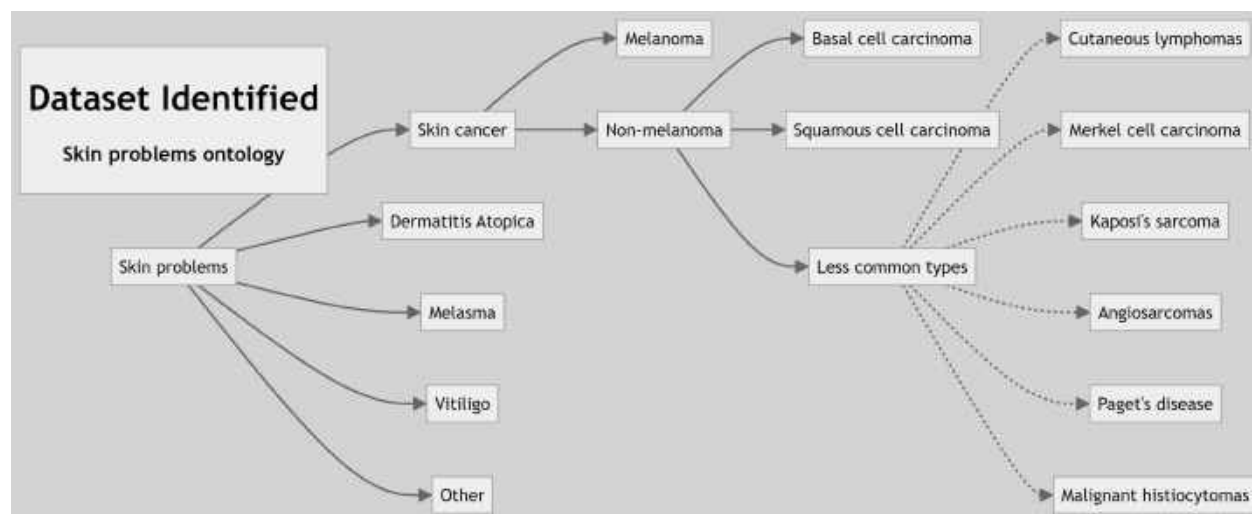 Dataset Identified
Skin problems ontology
Skin problems
Skin cancer
Dermatitis Atopica
Melasma
Vitiligo
Other
Melanoma
Non-melanoma
Basal cell carcinoma
Squamous cell carcinoma
Less common types
Cutaneous lymphomas
Merkel cell carcinoma
Kaposi's sarcoma
Angiosarcomas
Paget's disease
Malignant histiocytomas